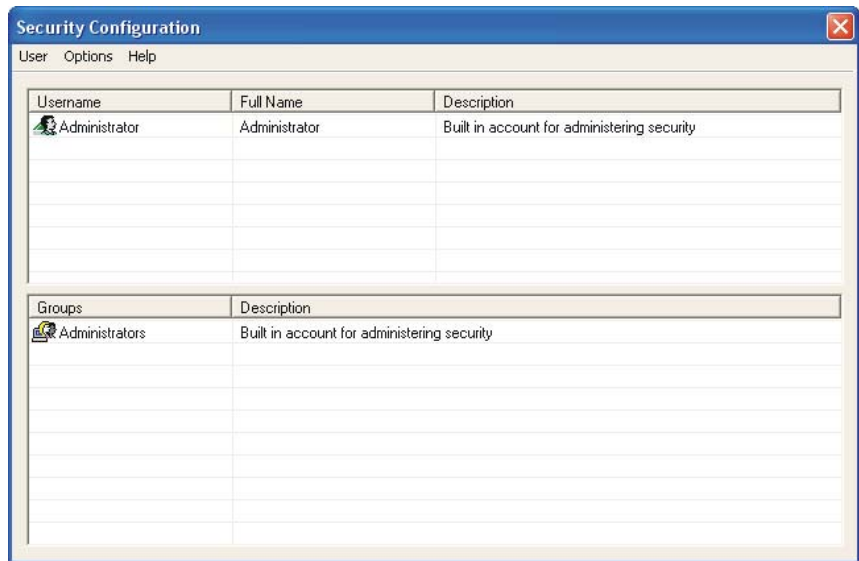 Security Configuration
User Options Help
Username Full Name Description
Administrator Administrator Built in account for administering security
Groups Description
Administrators Built in account for administering security